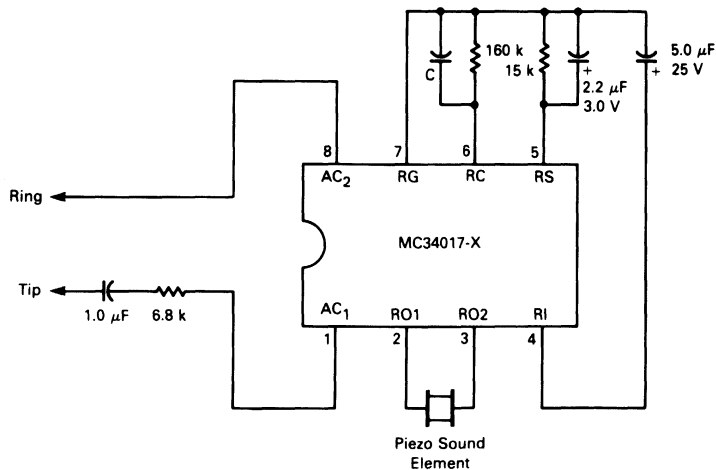 160 k
15 k
C
+
2.2 μF
3.0 V
5.0 μF
+ 25 V
8
7
6
5
AC2
RG
RC
RS
Ring
MC34017-X
Tip
1.0 μF
6.8 k
AC1
RO1
RO2
RI
1
2
3
4
Piezo Sound
Element